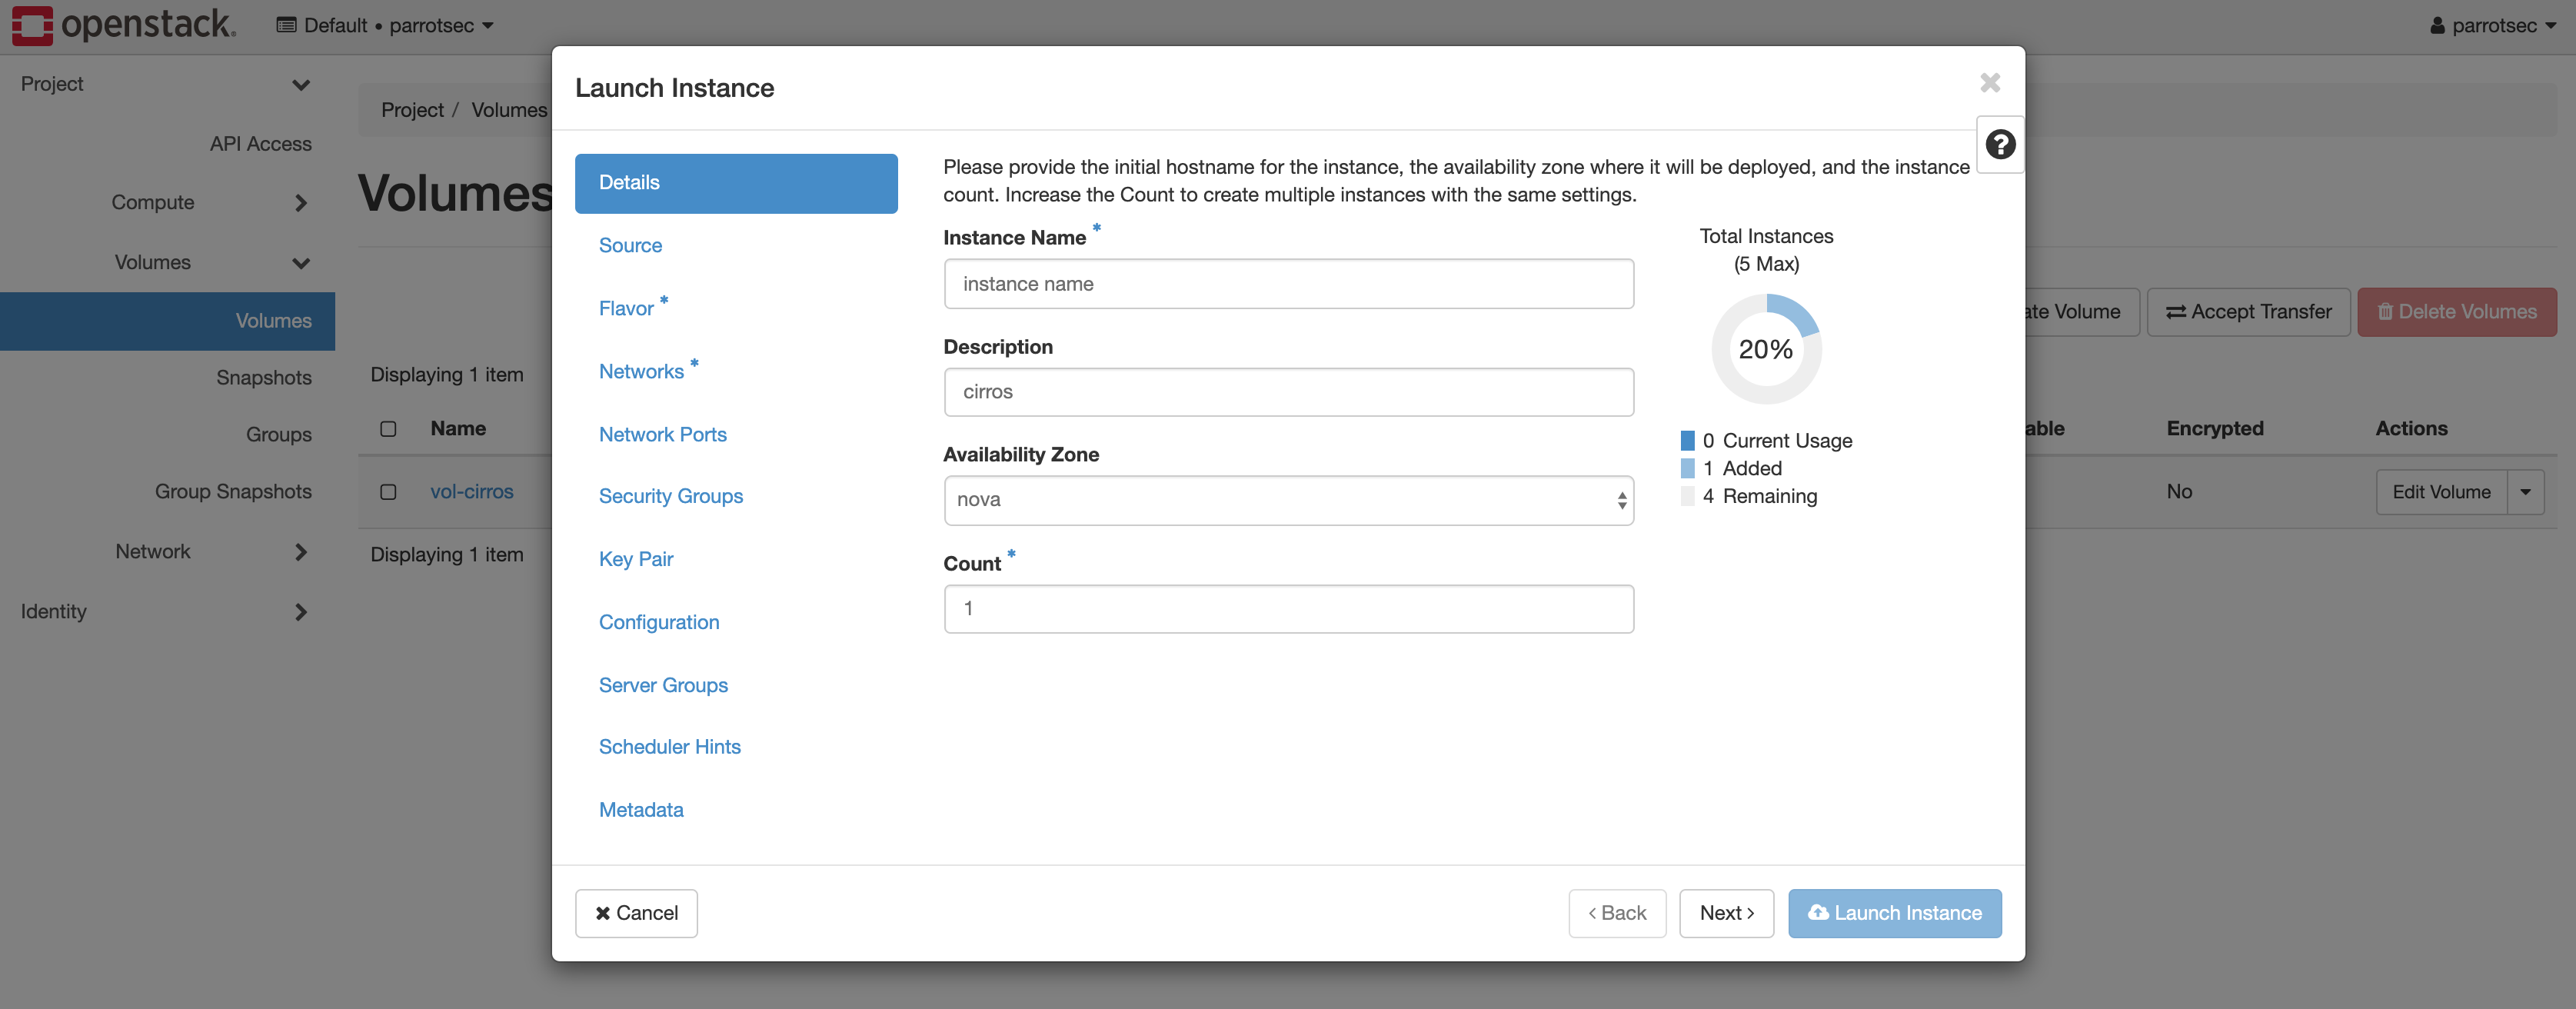 openstack.
Default • parrotsec
parrotsec
Project
API Access
Compute
Volumes
Volumes
Snapshots
Groups
Group Snapshots
Network
Identity
Project / Volumes
Volumes
Displaying 1 item
Name
vol-cirros
Displaying 1 item
Volume
Accept Transfer
Delete Volumes
Encrypted
Actions
No
Edit Volume
Launch Instance
Details
Source
Flavor *
Networks *
Network Ports
Security Groups
Key Pair
Configuration
Server Groups
Scheduler Hints
Metadata
Please provide the initial hostname for the instance, the availability zone where it will be deployed, and the instance
count. Increase the Count to create multiple instances with the same settings.
Instance Name *
instance name
Description
cirros
Availability Zone
nova
Count *
1
Total Instances
(5 Max)
20%
0 Current Usage
1 Added
4 Remaining
Cancel
Back
Next
Launch Instance